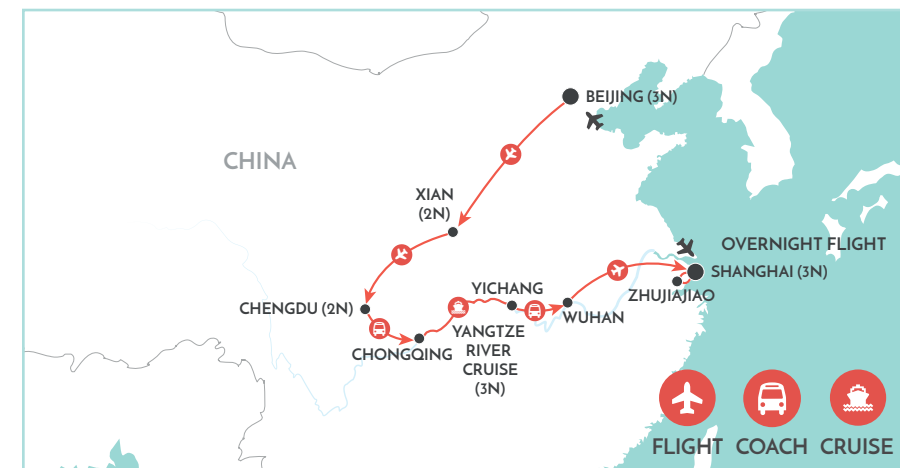 BEIJING (3N)
CHINA
XIAN
(2N)
OVERNIGHT FLIGHT
SHANGHAI (3N)
ZHUJIAJIAO
YICHANG
CHENGDU (2N)
WUHAN
CHONGQING
YANGTZE
RIVER
CRUISE
(3N)
FLIGHT
COACH
CRUISE